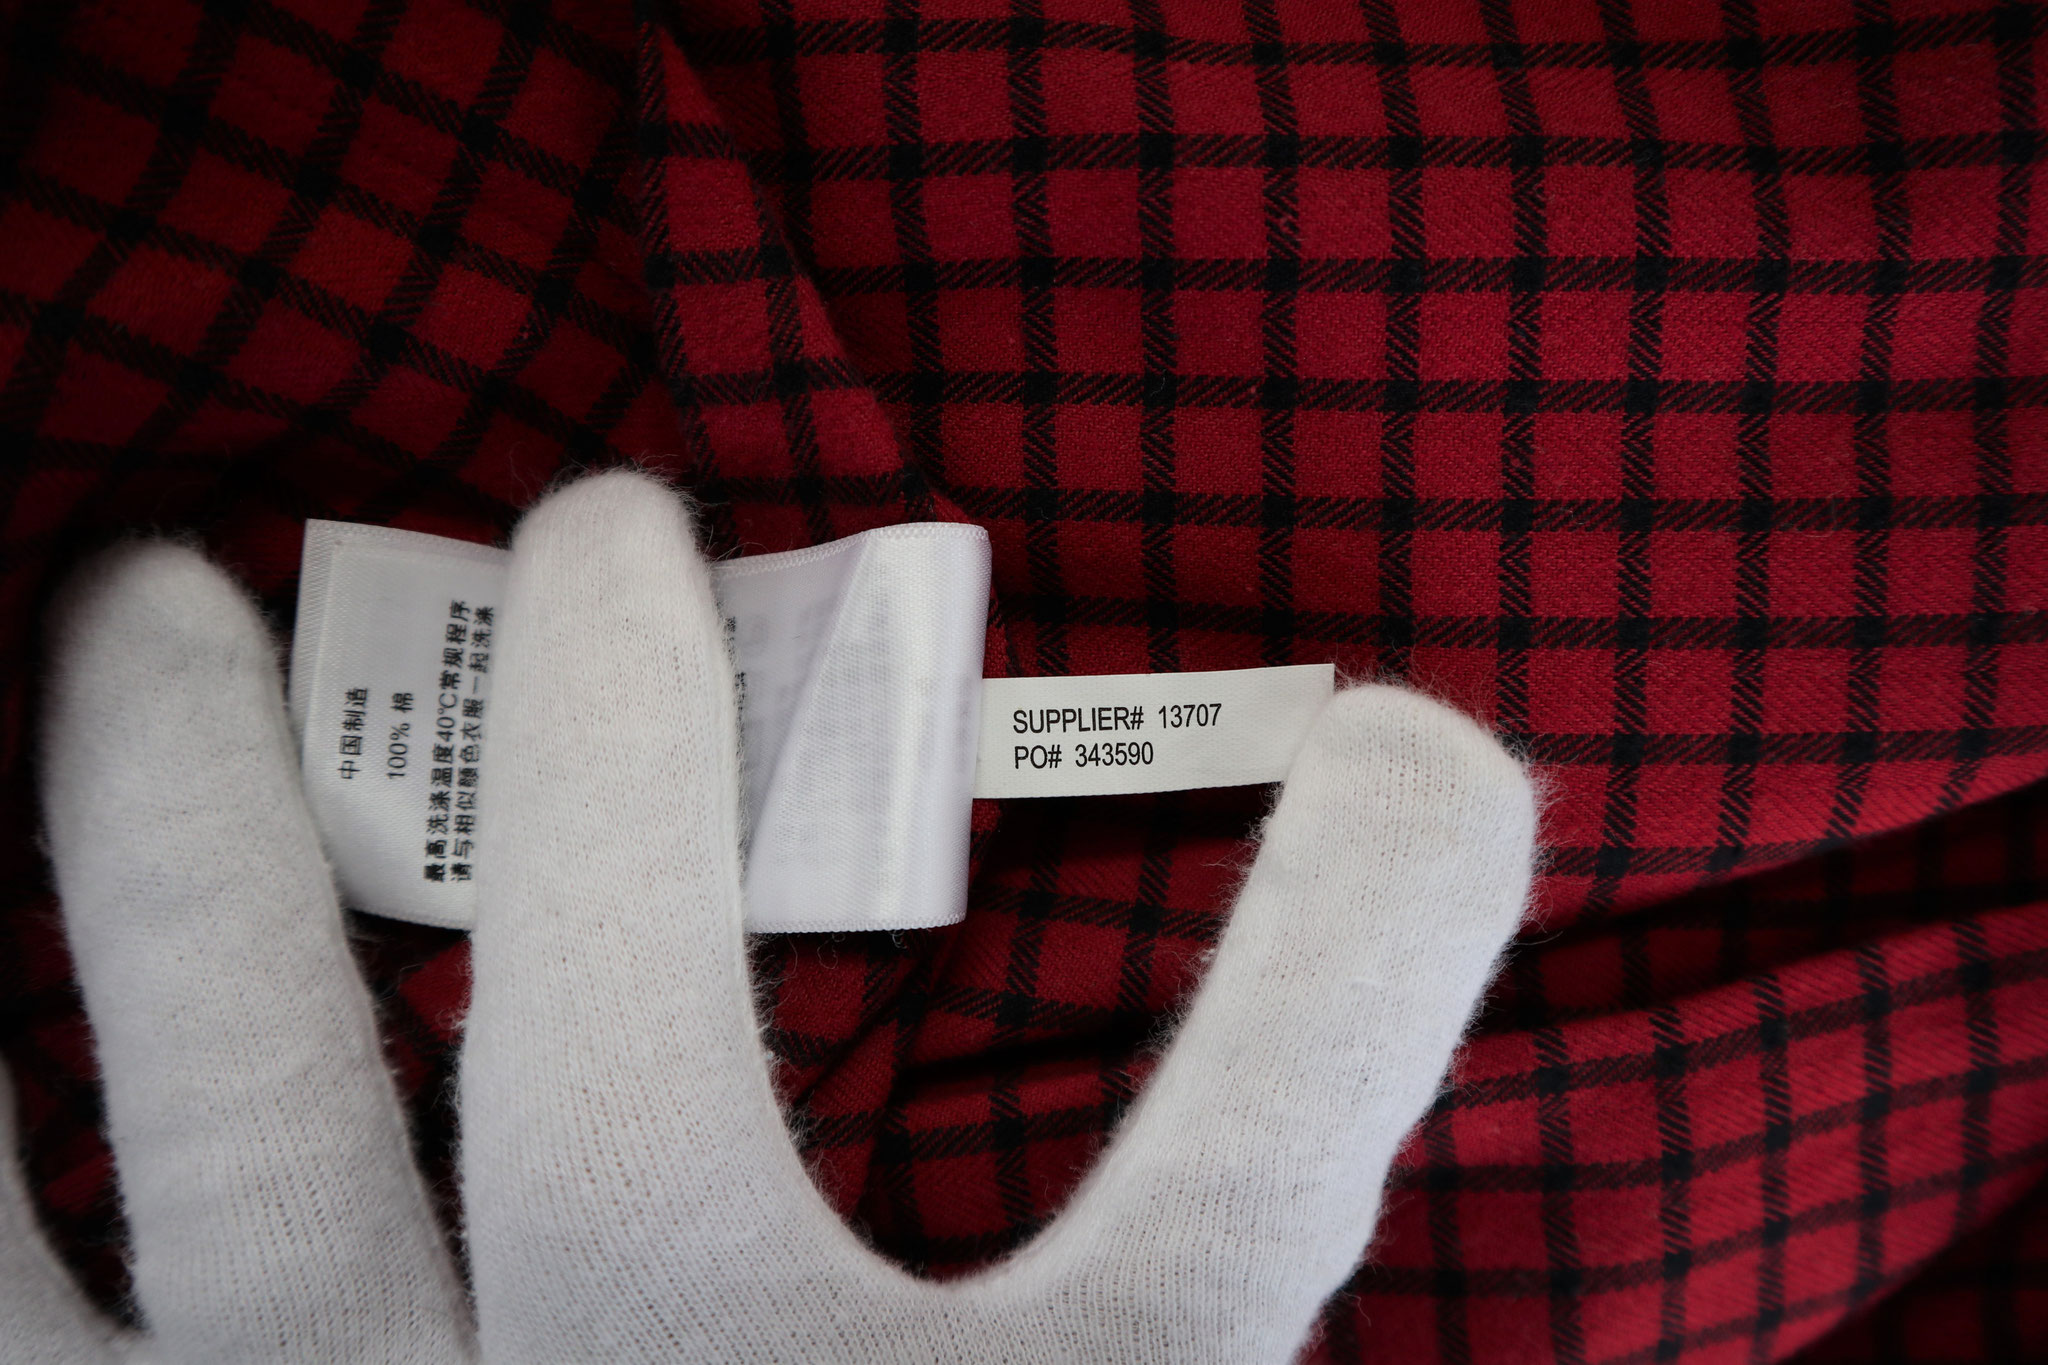 中国制造
100% 棉
最高洗涤温度40℃常规程序
请与相似颜色衣服一起洗涤
SUPPLIER# 13707
PO# 343590